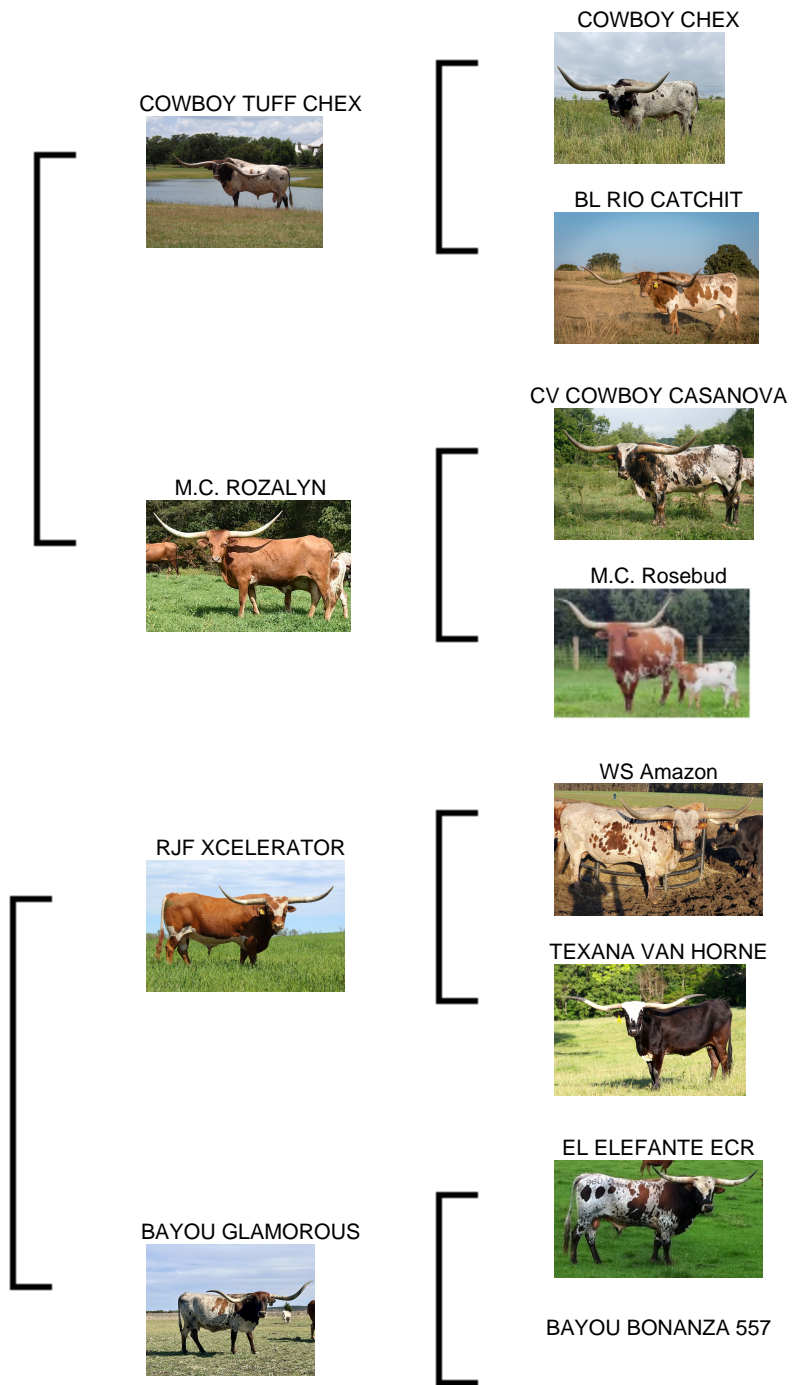 COWBOY CHEX
COWBOY TUFF CHEX
BL RIO CATCHIT
CV COWBOY CASANOVA
M.C. ROZALYN
M.C. Rosebud
WS Amazon
RJF XCELERATOR
TEXANA VAN HORNE
EL ELEFANTE ECR
BAYOU GLAMOROUS
BAYOU BONANZA 557